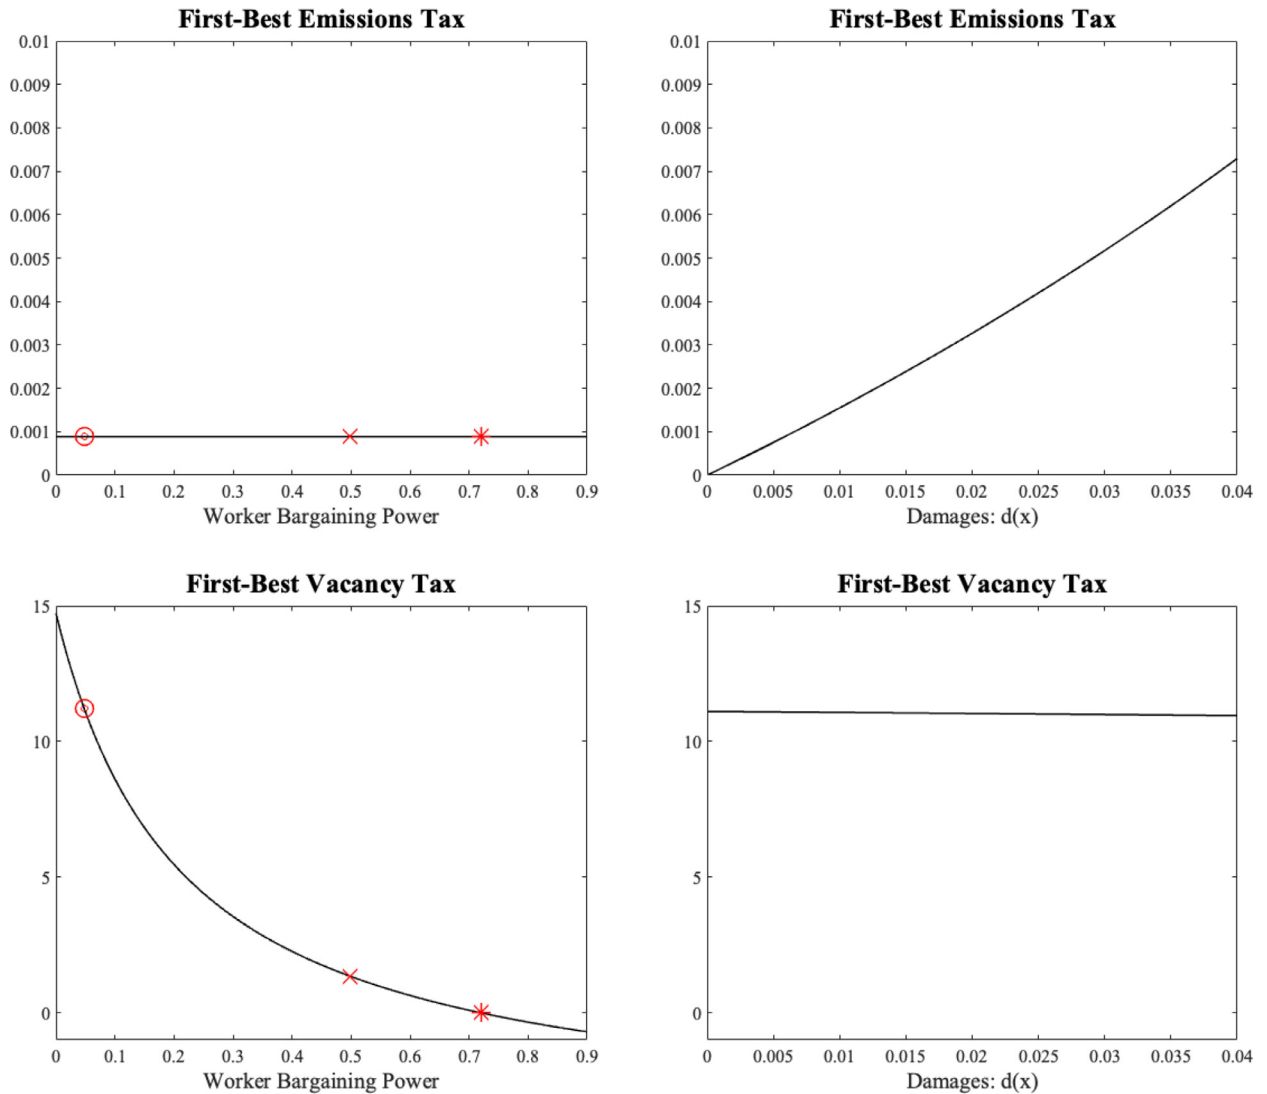 First-Best Emissions Tax
0.01
0.009
0.008
0.007
0.006
0.005
0.004
0.003
0.002
0.001
0
0 0.1 0.2 0.3 0.4 0.5 0.6 0.7 0.8 0.9
Worker Bargaining Power
First-Best Emissions Tax
0.01
0.009
0.008
0.007
0.006
0.005
0.004
0.003
0.002
0.001
0
0 0.005 0.01 0.015 0.02 0.025 0.03 0.035 0.04
Damages: d(x)
First-Best Vacancy Tax
15
10
5
0
0 0.1 0.2 0.3 0.4 0.5 0.6 0.7 0.8 0.9
Worker Bargaining Power
First-Best Vacancy Tax
15
10
5
0
0 0.005 0.01 0.015 0.02 0.025 0.03 0.035 0.04
Damages: d(x)